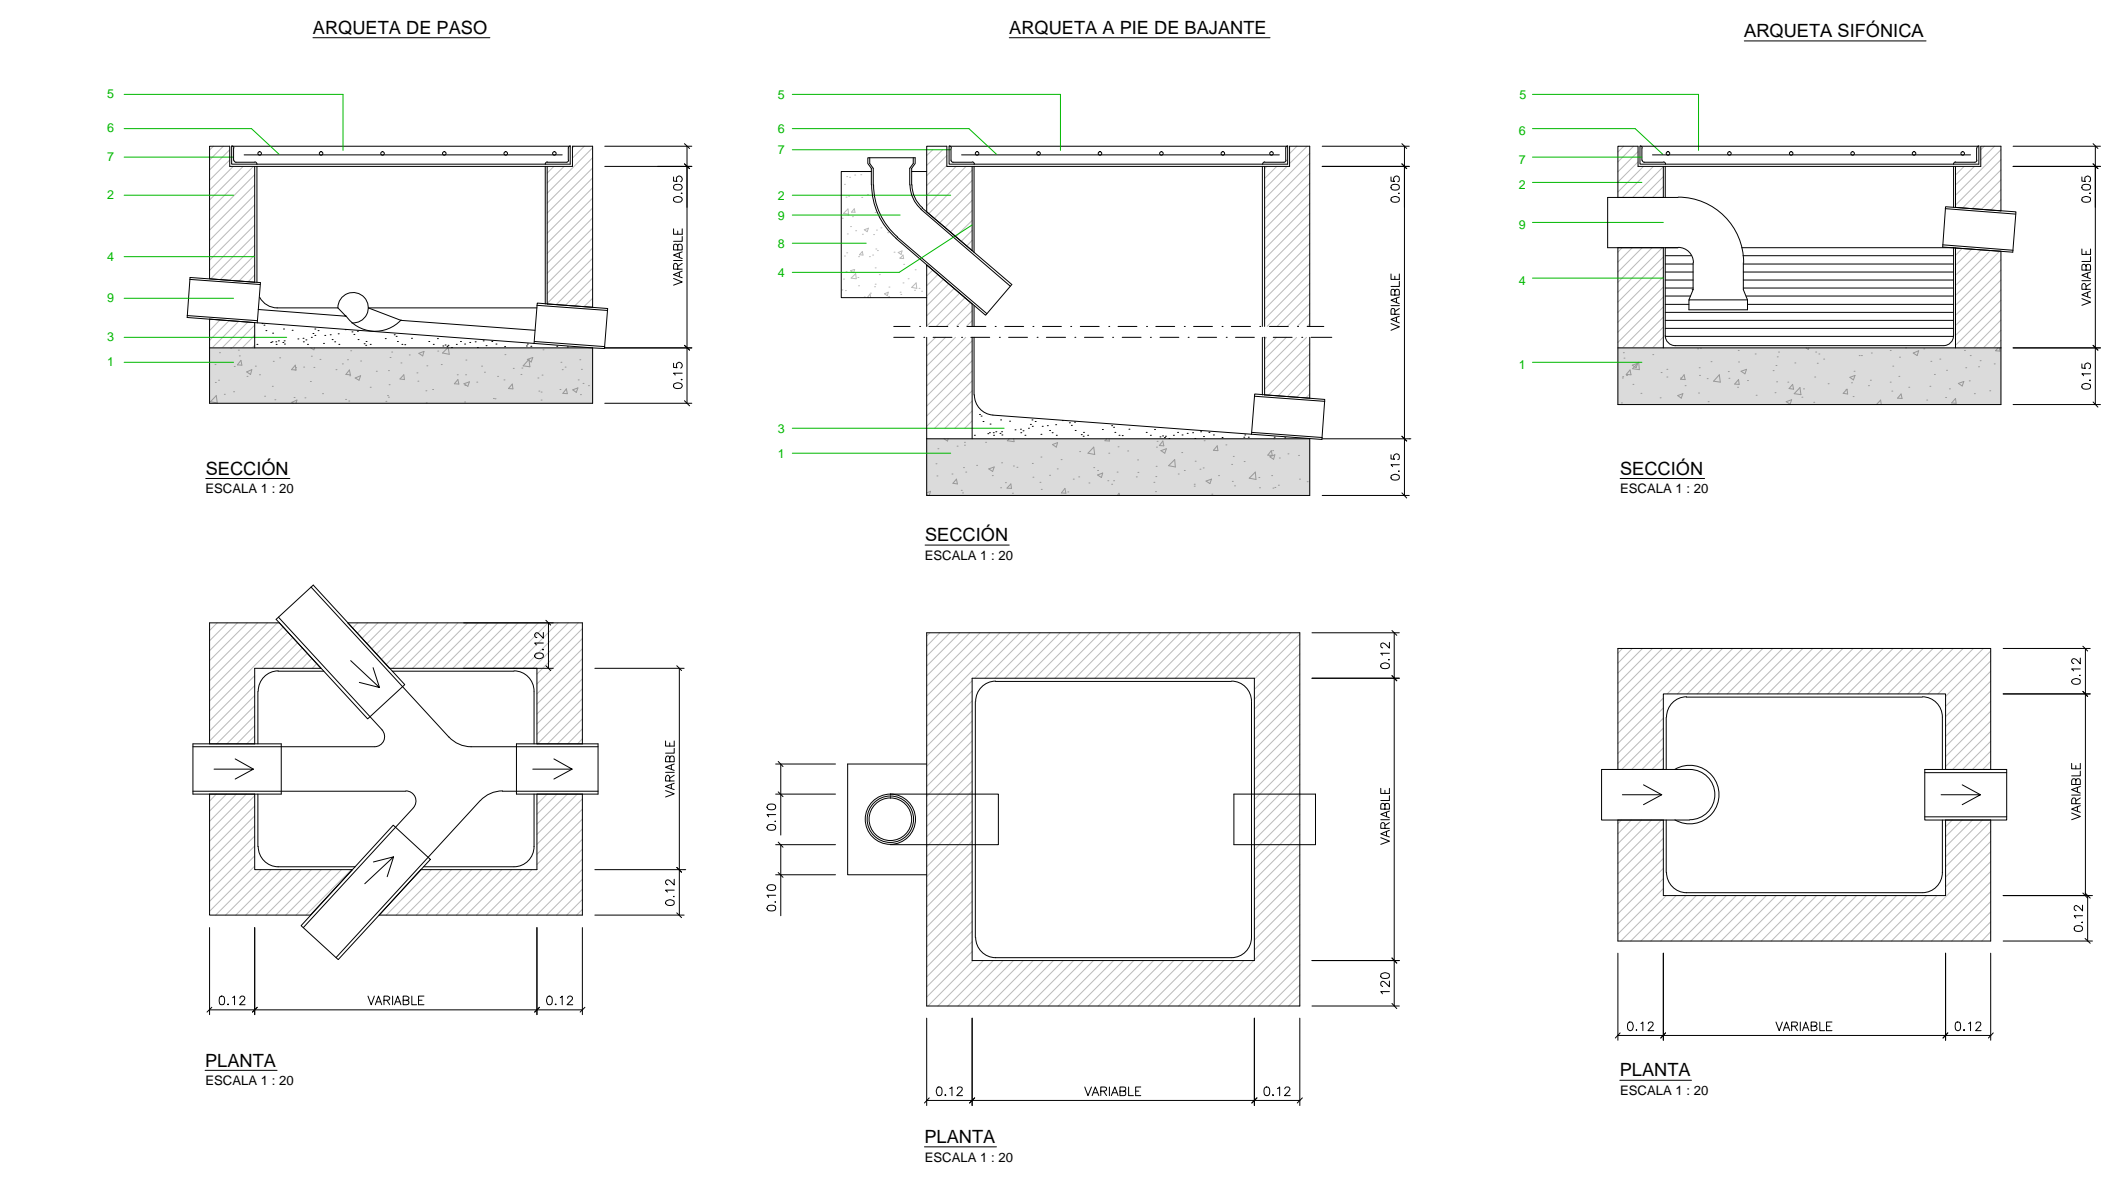 ARQUETA DE PASO
5
6
7
2
4
9
3
1
0.05
VARIABLE
0.15
SECCIÓN
ESCALA 1 : 20
0.12
VARIABLE
0.12
0.12
VARIABLE
0.12
PLANTA
ESCALA 1 : 20
ARQUETA A PIE DE BAJANTE
5
6
7
2
9
8
4
3
1
0.05
VARIABLE
0.15
SECCIÓN
ESCALA 1 : 20
0.10
0.10
0.12
VARIABLE
120
0.12
VARIABLE
0.12
PLANTA
ESCALA 1 : 20
ARQUETA SIFÓNICA
5
6
7
2
9
4
1
0.05
VARIABLE
0.15
SECCIÓN
ESCALA 1 : 20
0.12
VARIABLE
0.12
0.12
VARIABLE
0.12
PLANTA
ESCALA 1 : 20